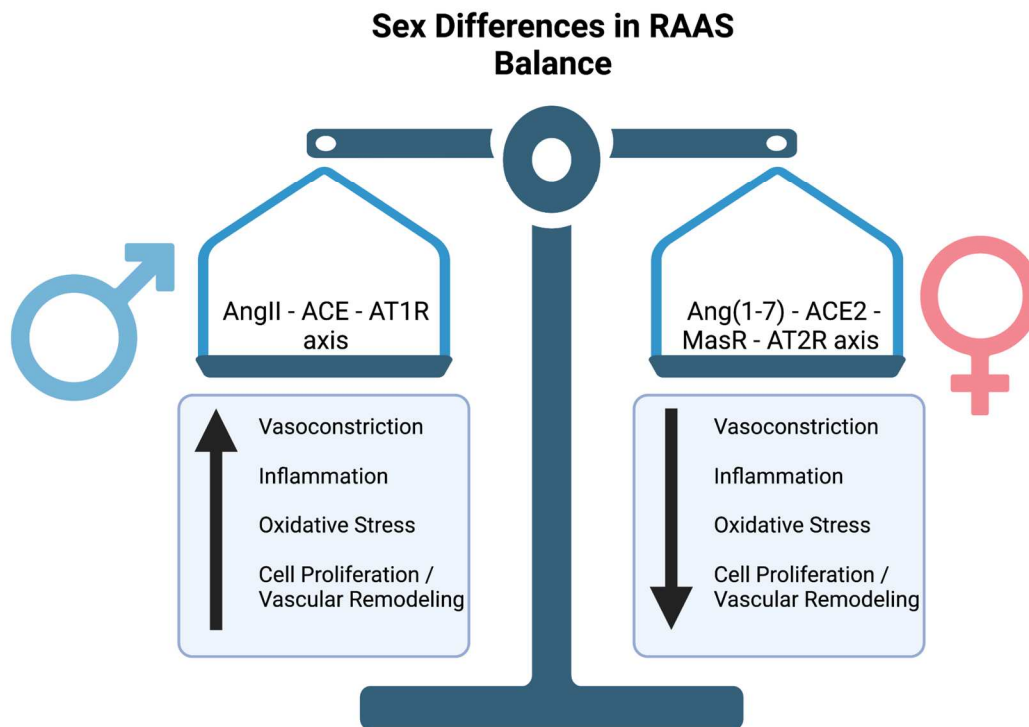 Sex Differences in RAAS
Balance
AngII - ACE - AT1R
axis
Ang(1-7) - ACE2 -
MasR - AT2R axis
Vasoconstriction
Inflammation
Oxidative Stress
Cell Proliferation /
Vascular Remodeling
Vasoconstriction
Inflammation
Oxidative Stress
Cell Proliferation /
Vascular Remodeling